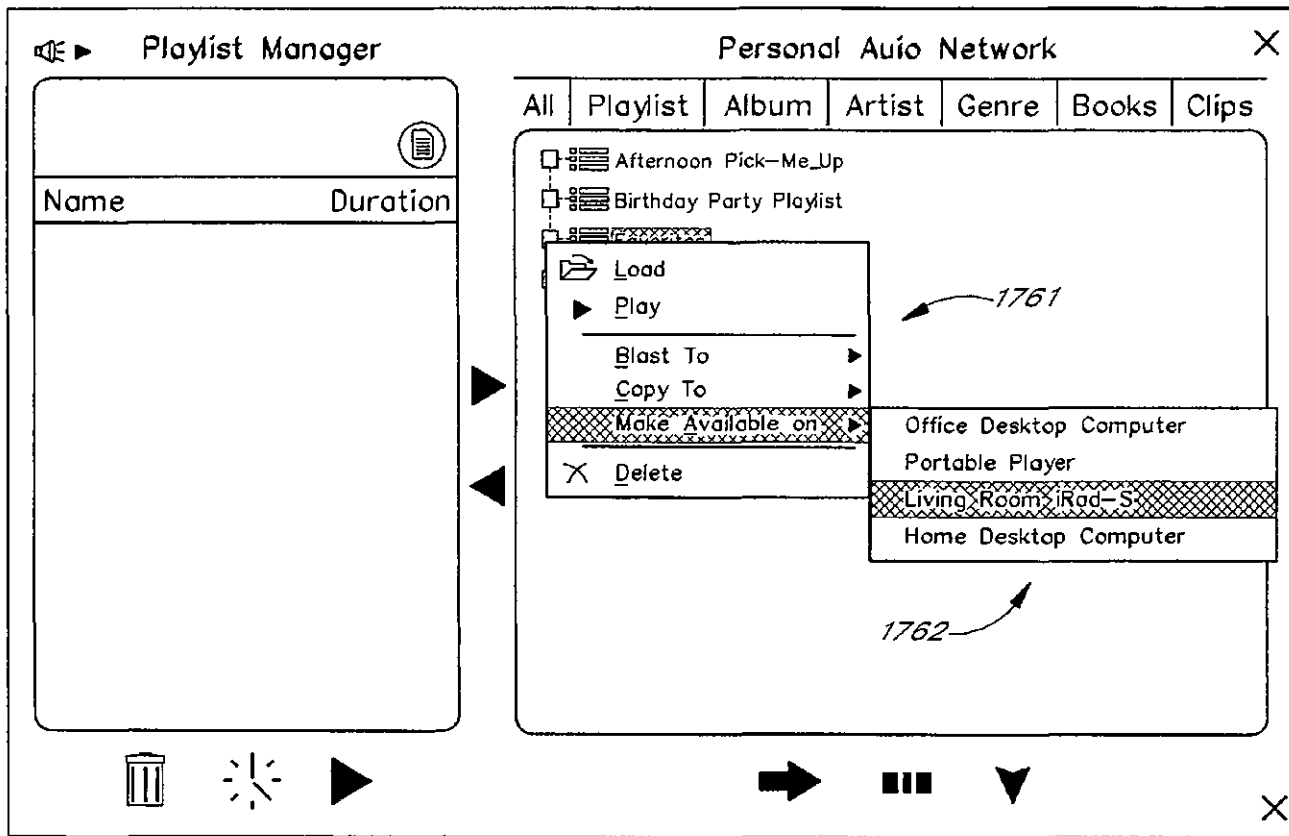 Playlist Manager
Personal Auio Network
All Playlist Album Artist Genre Books Clips
Name Duration
Afternoon Pick-Me_Up
Birthday Party Playlist
Favorites
Load
Play
Blast To
Copy To
Make Available on
Delete
Office Desktop Computer
Portable Player
Living Room iRad-S
Home Desktop Computer
1761
1762